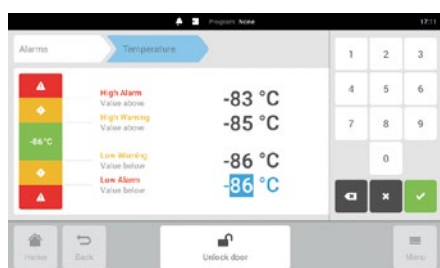 Program: None
17:11
Alarms
Temperature
High Alarm
Value above
-83 °C
High Warning
Value above
-85 °C
-86°C
Low Warning
Value below
-86 °C
Low Alarm
Value below
-86 °C
1 2 3
4 5 6
7 8 9
0
Home
Back
Unlock door
Menu